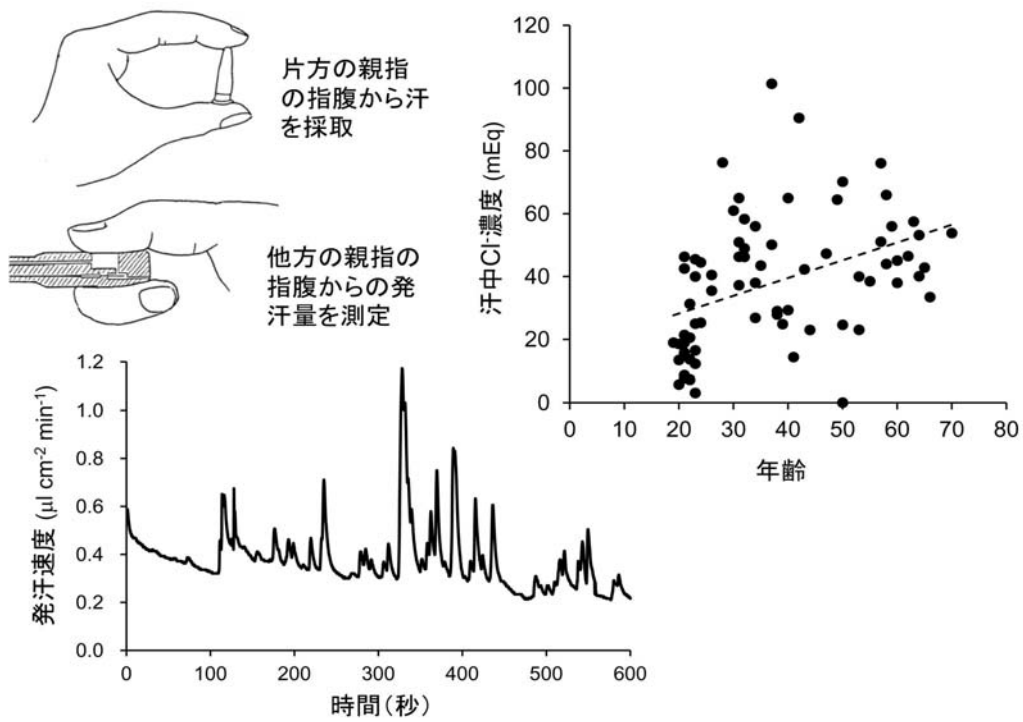 片方の親指
の指腹から汗
を採取
他方の親指の
指腹からの発
汗量を測定
汗中Cl⁻濃度 (mEq)
120
100
80
60
40
20
0
0 10 20 30 40 50 60 70 80
年齢
発汗速度 (μl cm⁻² min⁻¹)
1.2
1.0
0.8
0.6
0.4
0.2
0.0
0 100 200 300 400 500 600
時間(秒)